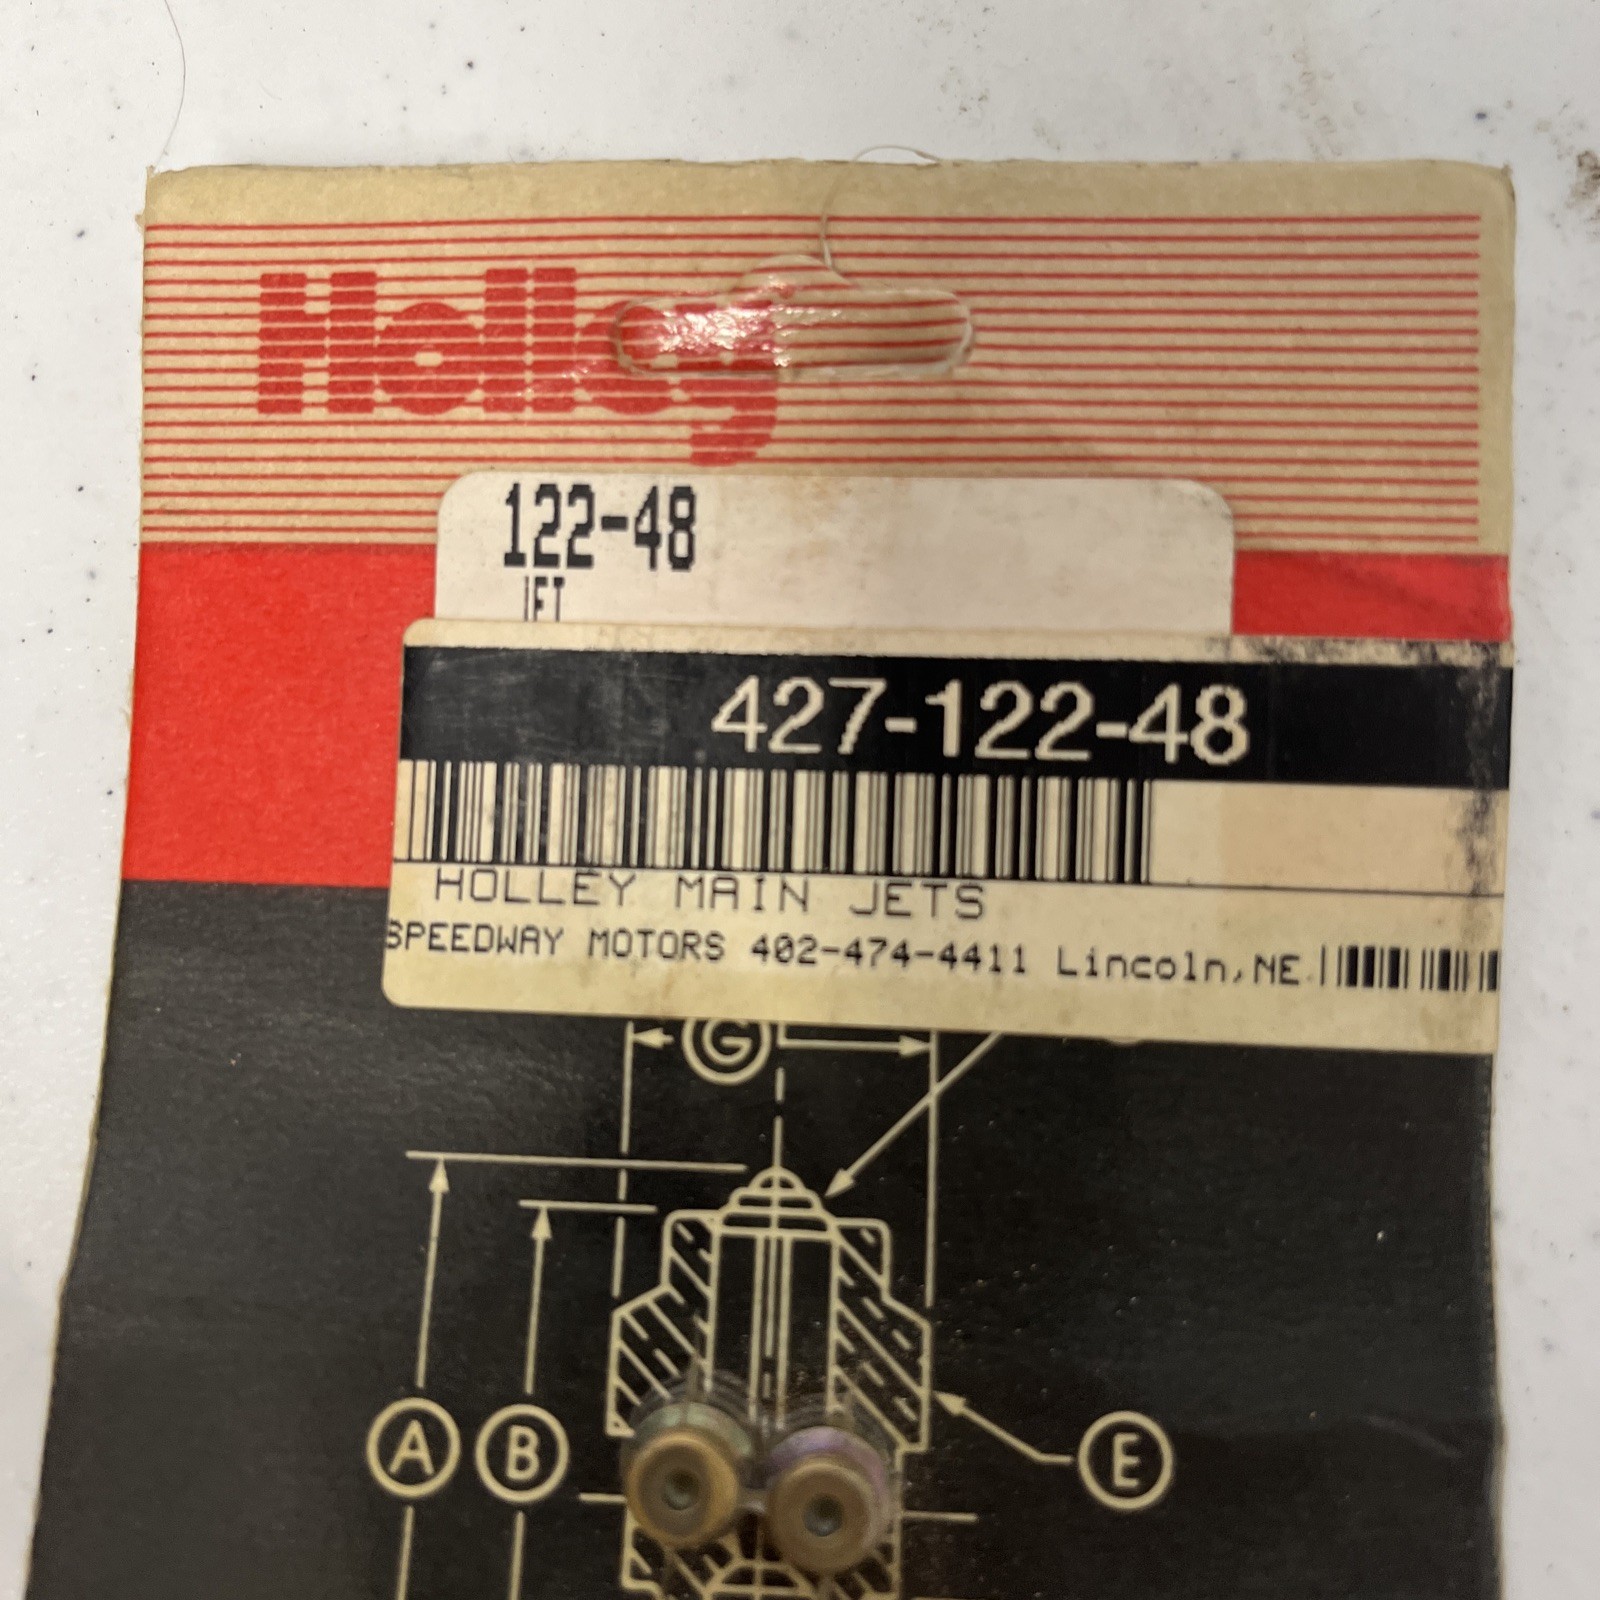 Holley
122-48
JET
427-122-48
HOLLEY MAIN JETS
SPEEDWAY MOTORS 402-474-4411 Lincoln, NE
G
A
B
E